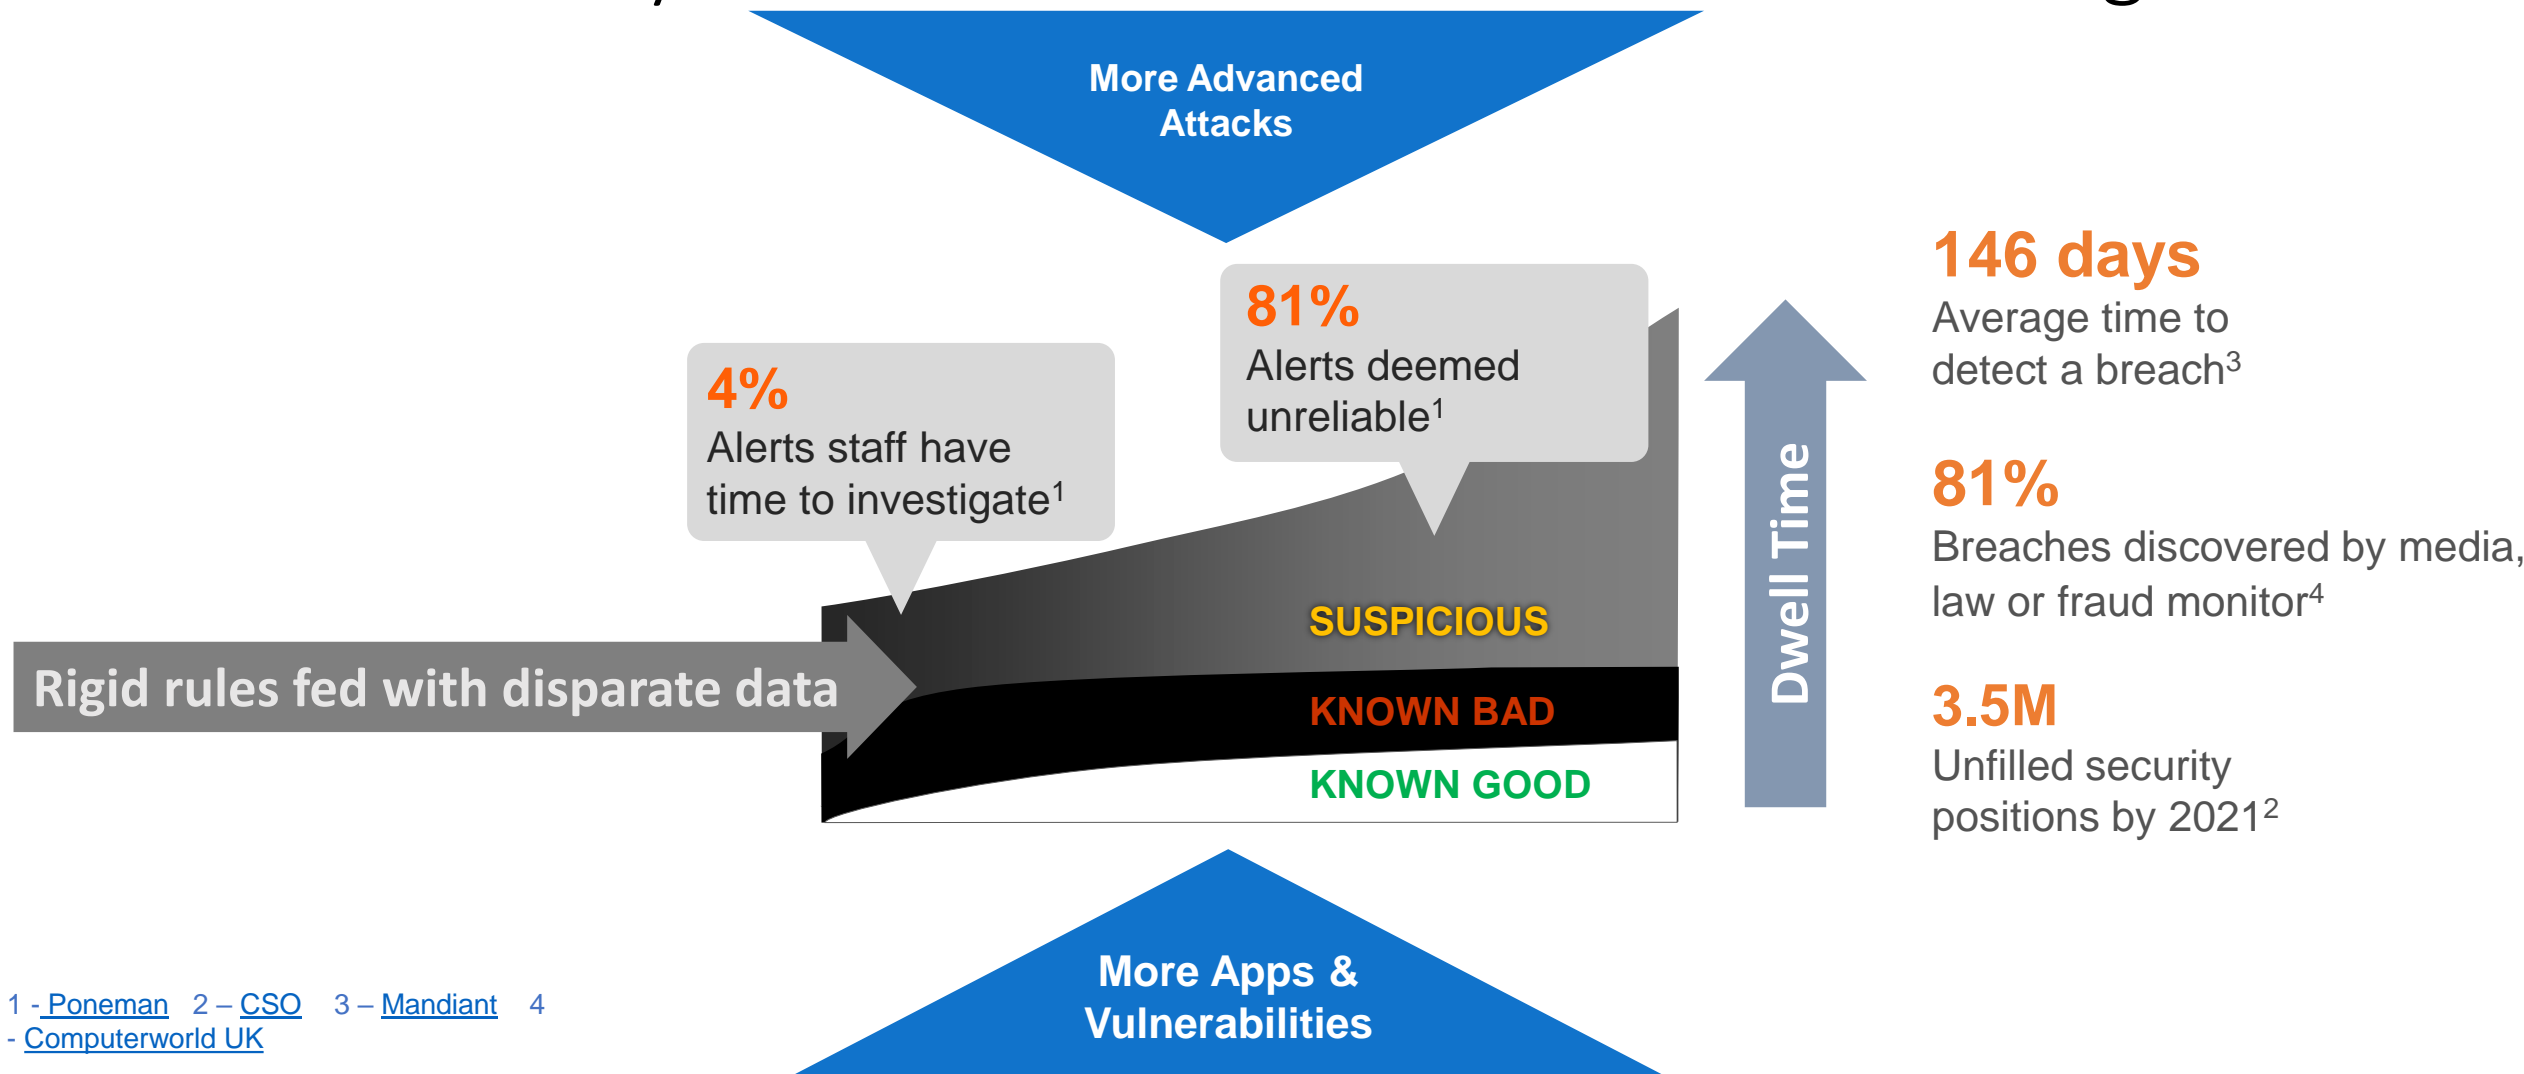 More Advanced
Attacks
4%
Alerts staff have
time to investigate1
81%
Alerts deemed
unreliable1
SUSPICIOUS
KNOWN BAD
KNOWN GOOD
Rigid rules fed with disparate data
Dwell Time
146 days
Average time to
detect a breach3
81%
Breaches discovered by media,
law or fraud monitor4
3.5M
Unfilled security
positions by 20212
More Apps &
Vulnerabilities
1 - Poneman 2 – CSO 3 – Mandiant 4
- Computerworld UK